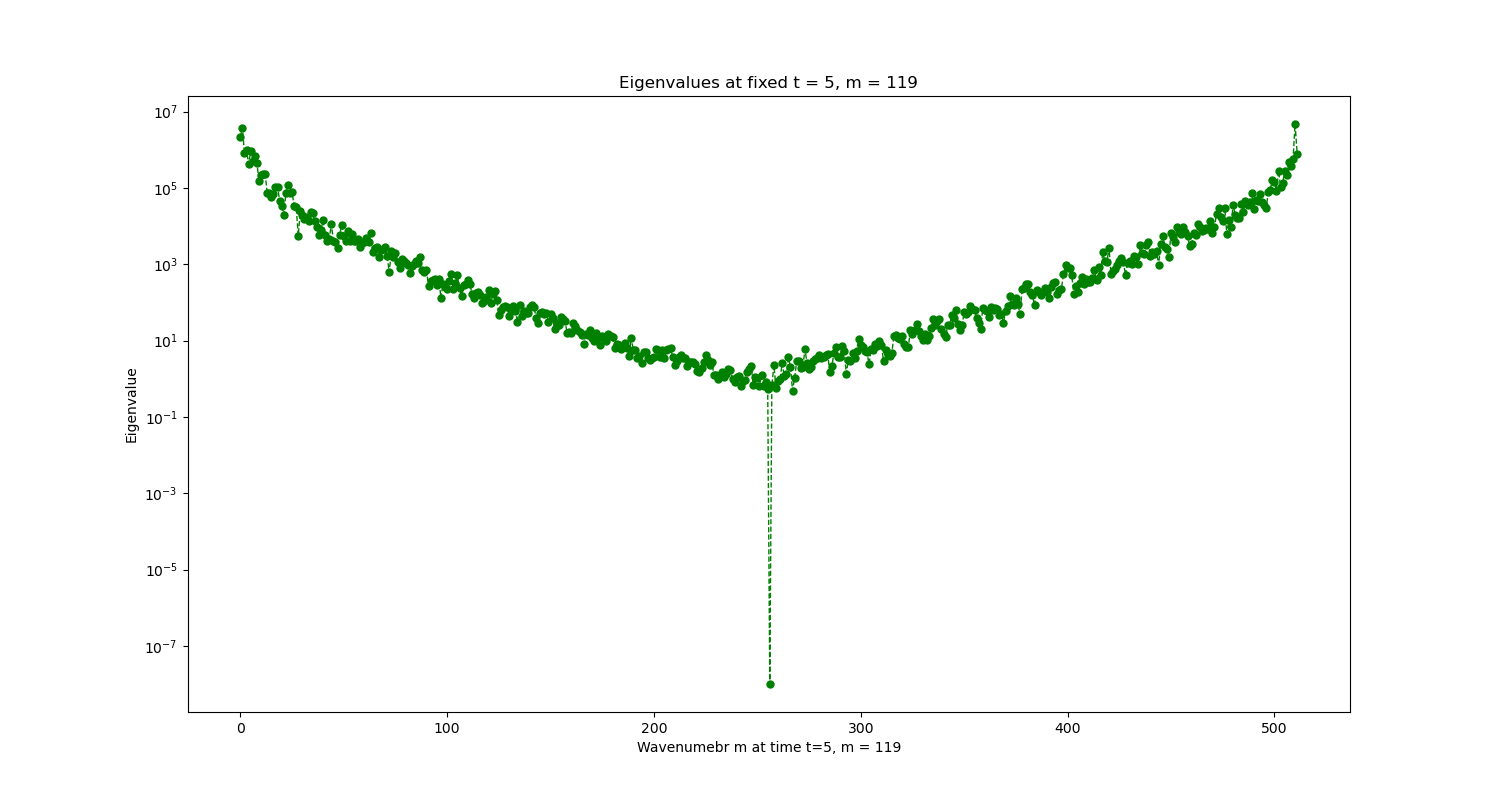 Eigenvalues at fixed t = 5, m = 119
10^7
10^5
10^3
10^1
10^-1
10^-3
10^-5
10^-7
Eigenvalue
0 100 200 300 400 500
Wavenumebr m at time t=5, m = 119